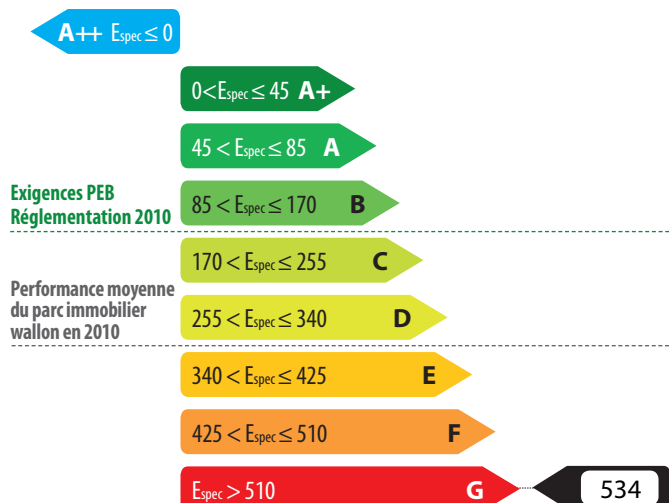 A++ Espec ≤ 0
0<Espec ≤ 45 A+
45 < Espec ≤ 85 A
Exigences PEB
Réglementation 2010
85 < Espec ≤ 170 B
170 < Espec ≤ 255 C
Performance moyenne
du parc immobilier
wallon en 2010
255 < Espec ≤ 340 D
340 < Espec ≤ 425 E
425 < Espec ≤ 510 F
Espec > 510 G 534